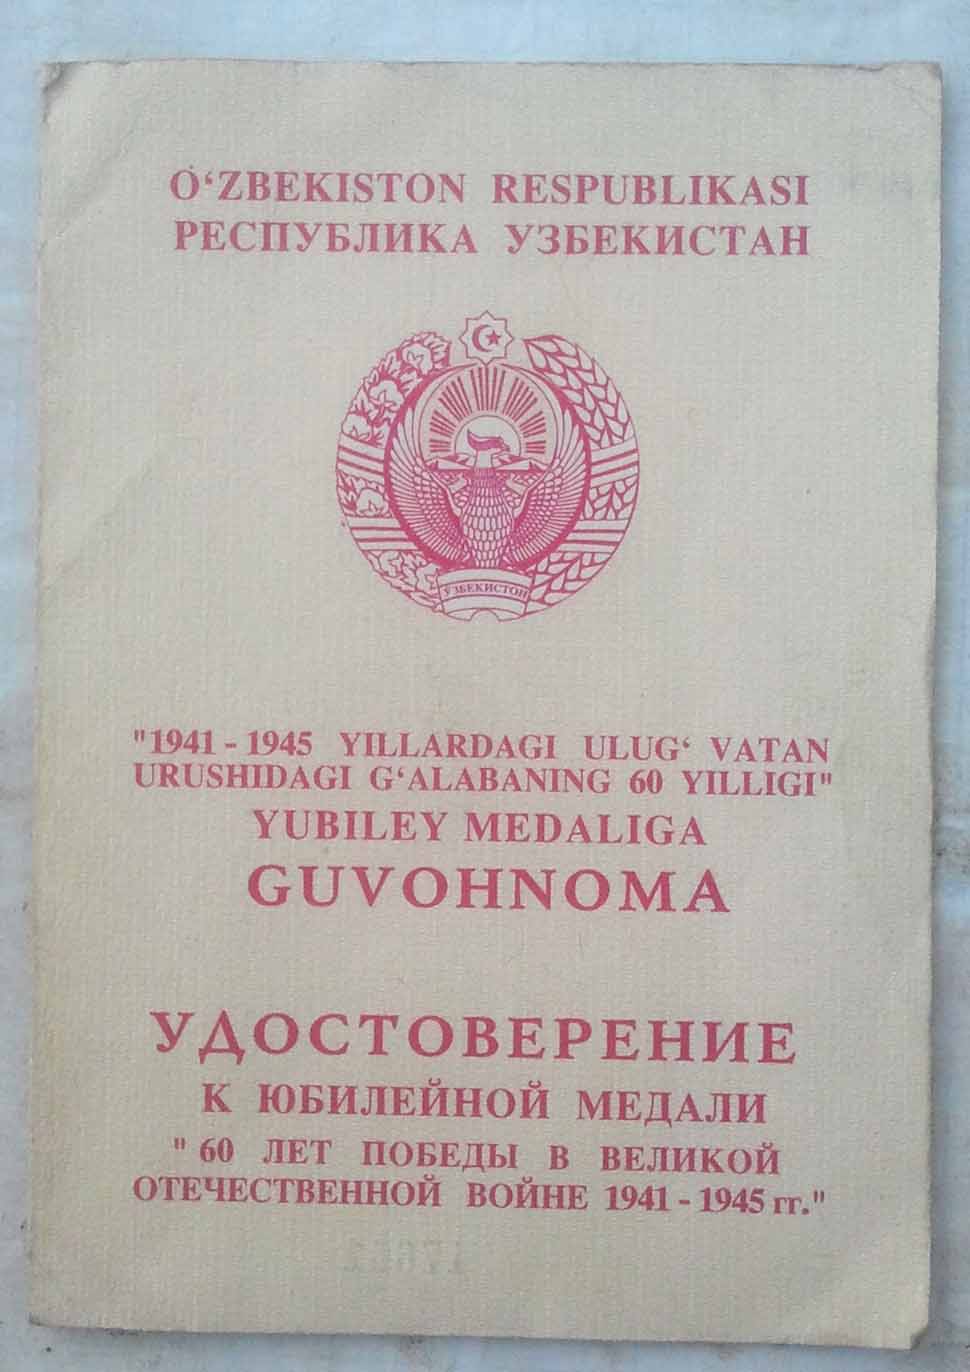 O‘ZBEKISTON RESPUBLIKASI
РЕСПУБЛИКА УЗБЕКИСТАН
УЗБЕКИСТОН
"1941 - 1945 YILLARDAGI ULUG‘ VATAN
URUSHIDAGI G‘ALABANING 60 YILLIGI"
YUBILEY MEDALIGA
GUVOHNOMA
УДОСТОВЕРЕНИЕ
К ЮБИЛЕЙНОЙ МЕДАЛИ
" 60 ЛЕТ ПОБЕДЫ В ВЕЛИКОЙ
ОТЕЧЕСТВЕННОЙ ВОЙНЕ 1941 - 1945 гг."